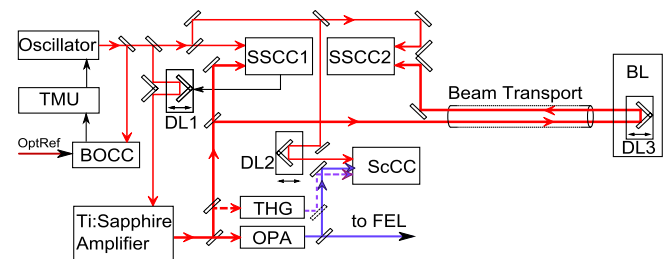 Oscillator
SSCC1
SSCC2
BL
TMU
DL1
Beam Transport
OptRef
BOCC
DL2
ScCC
DL3
Ti:Sapphire
Amplifier
THG
OPA
to FEL